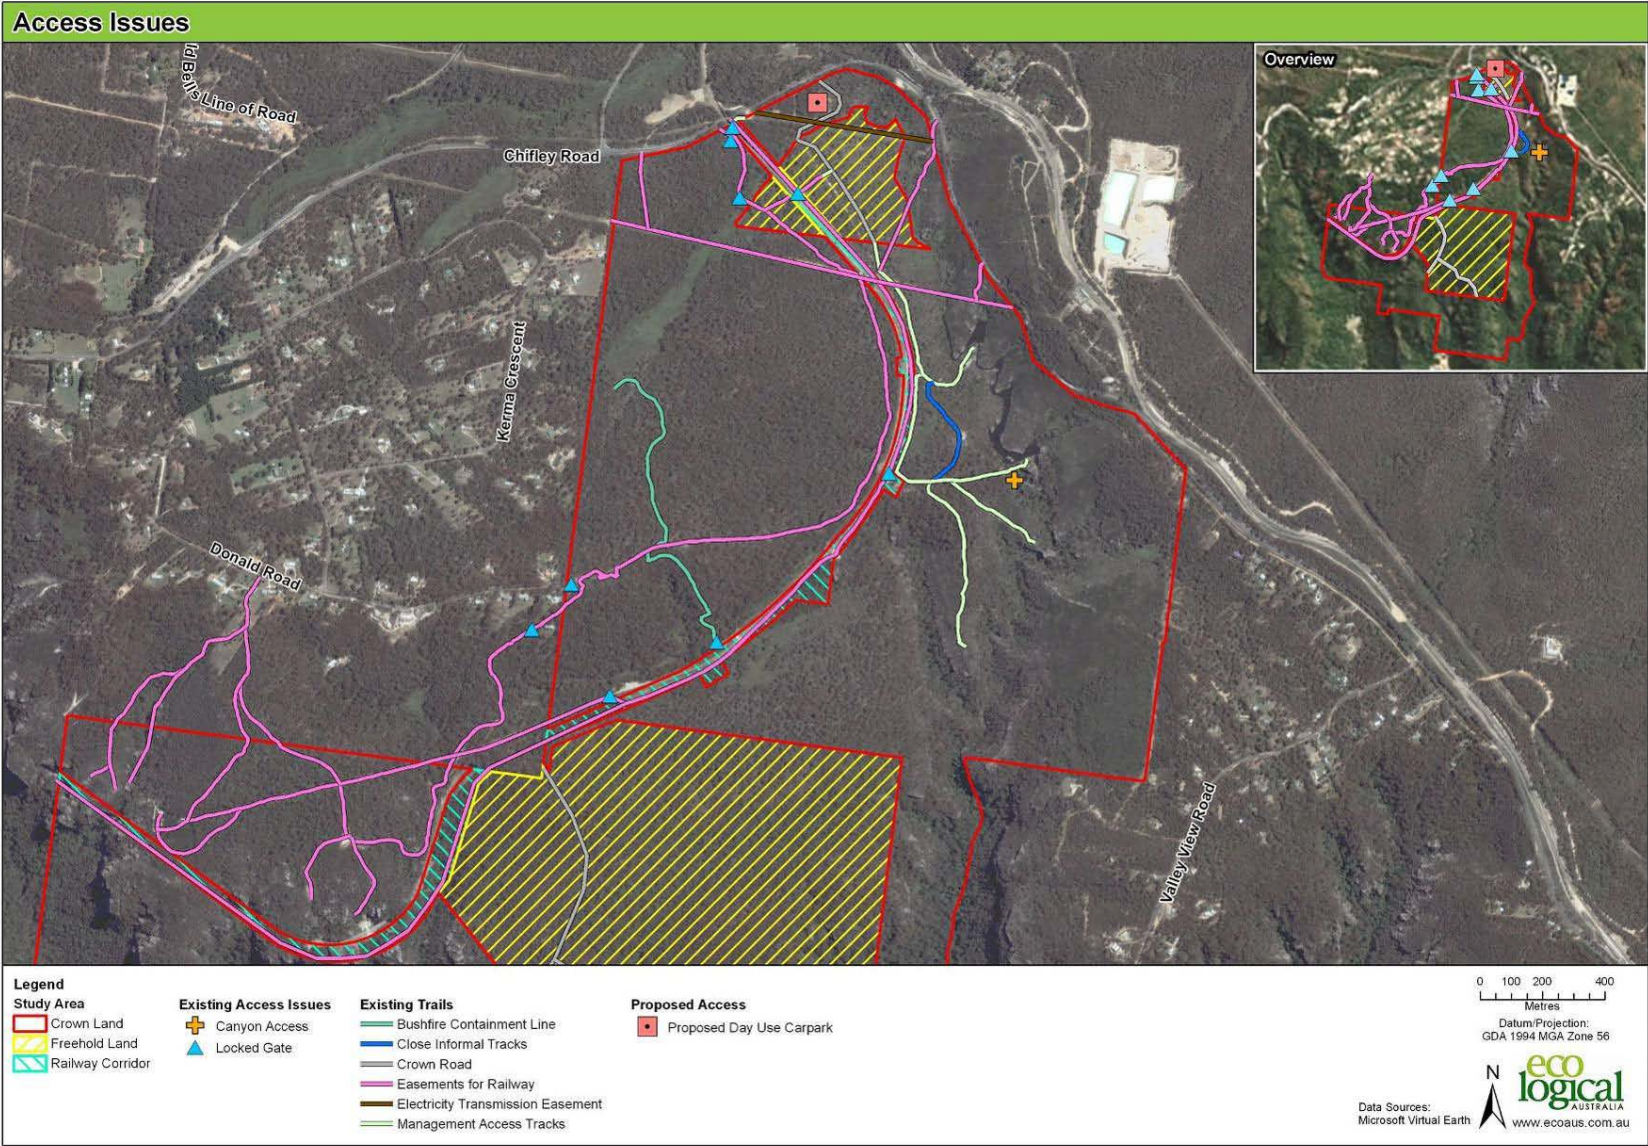 Access Issues
Old Bells Line of Road
Chifley Road
Kerma Crescent
Donald Road
Valley View Road
Overview
Legend
Study Area
Crown Land
Freehold Land
Railway Corridor
Existing Access Issues
Canyon Access
Locked Gate
Existing Trails
Bushfire Containment Line
Close Informal Tracks
Crown Road
Easements for Railway
Electricity Transmission Easement
Management Access Tracks
Proposed Access
Proposed Day Use Carpark
0 100 200 400
Metres
Datum/Projection:
GDA 1994 MGA Zone 56
Data Sources:
Microsoft Virtual Earth
N
eco
logical
AUSTRALIA
www.ecoaus.com.au